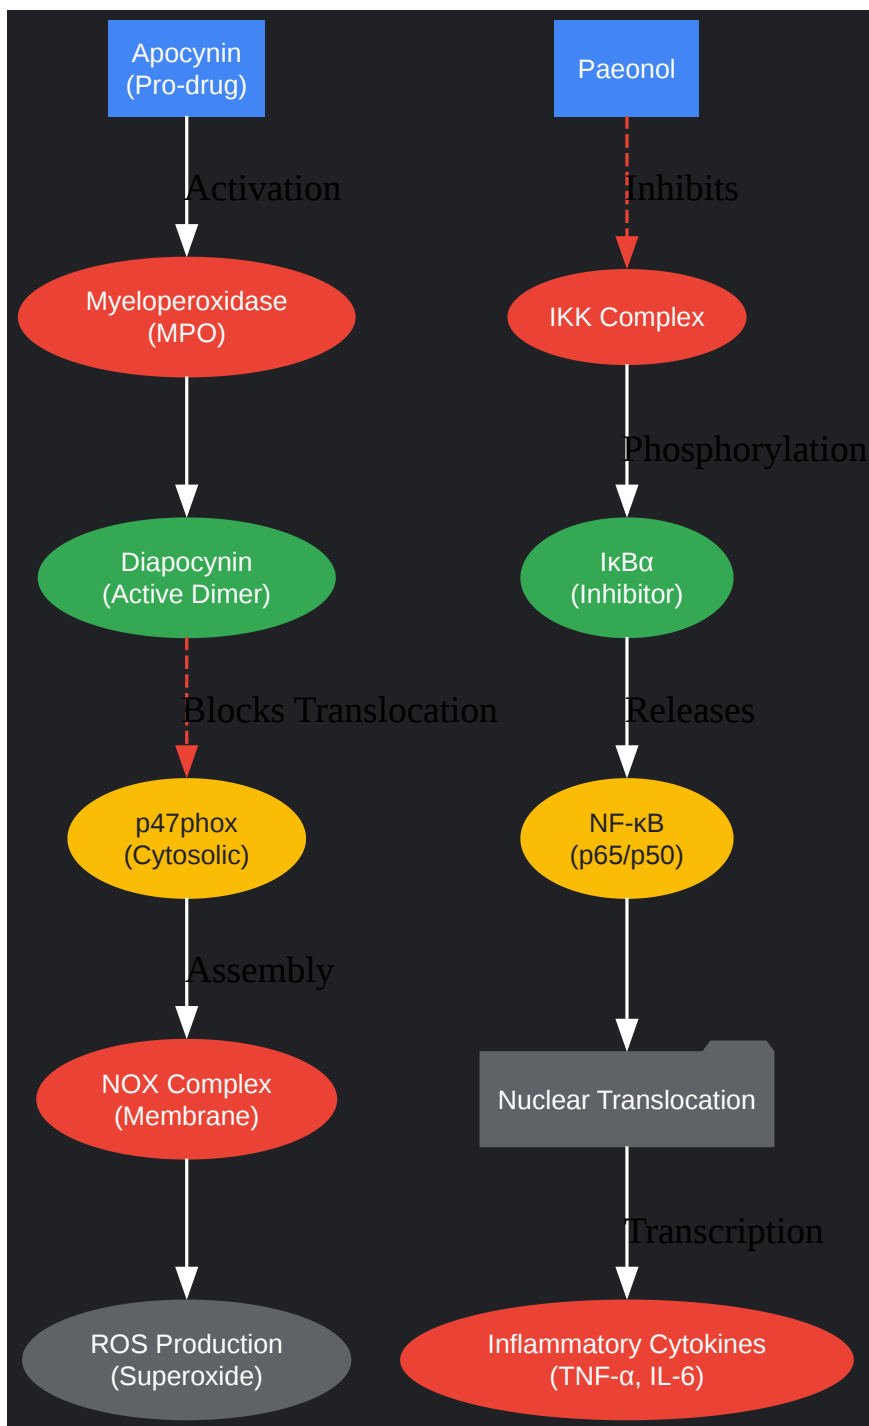 Apocynin
(Pro-drug)
Activation
Myeloperoxidase
(MPO)
Diapocynin
(Active Dimer)
Blocks Translocation
p47phox
(Cytosolic)
Assembly
NOX Complex
(Membrane)
ROS Production
(Superoxide)
Paeonol
Inhibits
IKK Complex
Phosphorylation
IκBα
(Inhibitor)
Releases
NF-κB
(p65/p50)
Nuclear Translocation
Transcription
Inflammatory Cytokines
(TNF-α, IL-6)